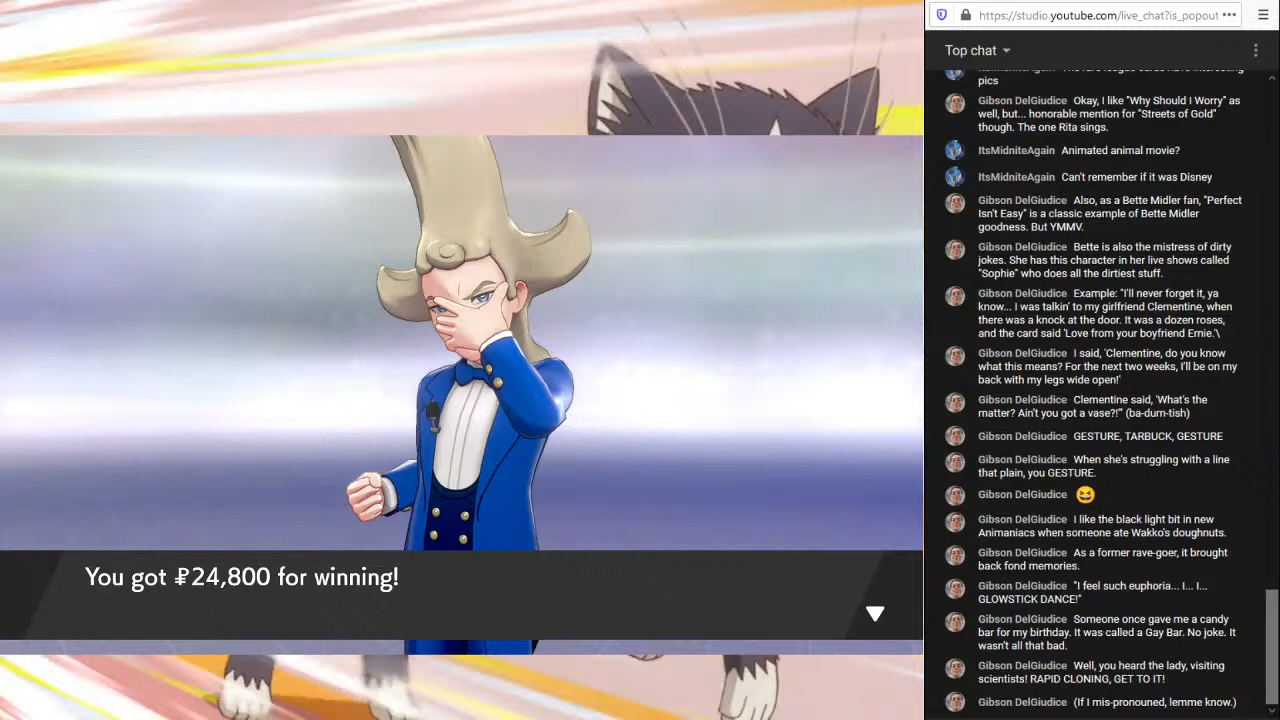 https://studio.youtube.com/live_chat?is_popout
Top chat
pics
Gibson DelGiudice Okay, I like "Why Should I Worry" as
well, but... honorable mention for "Streets of Gold"
though. The one Rita sings.
ItsMidniteAgain Animated animal movie?
ItsMidniteAgain Can't remember if it was Disney
Gibson DelGiudice Also, as a Bette Midler fan, "Perfect
Isn't Easy" is a classic example of Bette Midler
goodness. But YMMV.
Gibson DelGiudice Bette is also the mistress of dirty
jokes. She has this character in her live shows called
"Sophie" who does all the dirtiest stuff.
Gibson DelGiudice Example: "I'll never forget it, ya
know... I was talkin' to my girlfriend Clementine, when
there was a knock at the door. It was a dozen roses,
and the card said 'Love from your boyfriend Ernie.'\
Gibson DelGiudice I said, 'Clementine, do you know
what this means? For the next two weeks, I'll be on my
back with my legs wide open!'
Gibson DelGiudice Clementine said, 'What's the
matter? Ain't you got a vase?!'" (ba-dum-tish)
Gibson DelGiudice GESTURE, TARBUCK, GESTURE
Gibson DelGiudice When she's struggling with a line
that plain, you GESTURE.
Gibson DelGiudice 😆
Gibson DelGiudice I like the black light bit in new
Animaniacs when someone ate Wakko's doughnuts.
Gibson DelGiudice As a former rave-goer, it brought
back fond memories.
Gibson DelGiudice "I feel such euphoria... I... I...
GLOWSTICK DANCE!"
Gibson DelGiudice Someone once gave me a candy
bar for my birthday. It was called a Gay Bar. No joke. It
wasn't all that bad.
Gibson DelGiudice Well, you heard the lady, visiting
scientists! RAPID CLONING, GET TO IT!
Gibson DelGiudice (If I mis-pronounced, lemme know.)
You got ₽24,800 for winning!